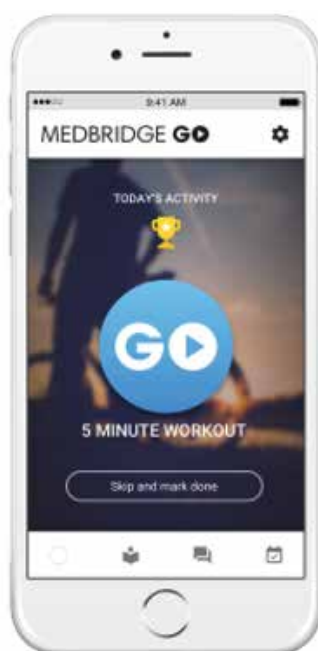 9:41 AM
MEDBRIDGE GO
TODAY'S ACTIVITY
GO
5 MINUTE WORKOUT
Skip and mark done